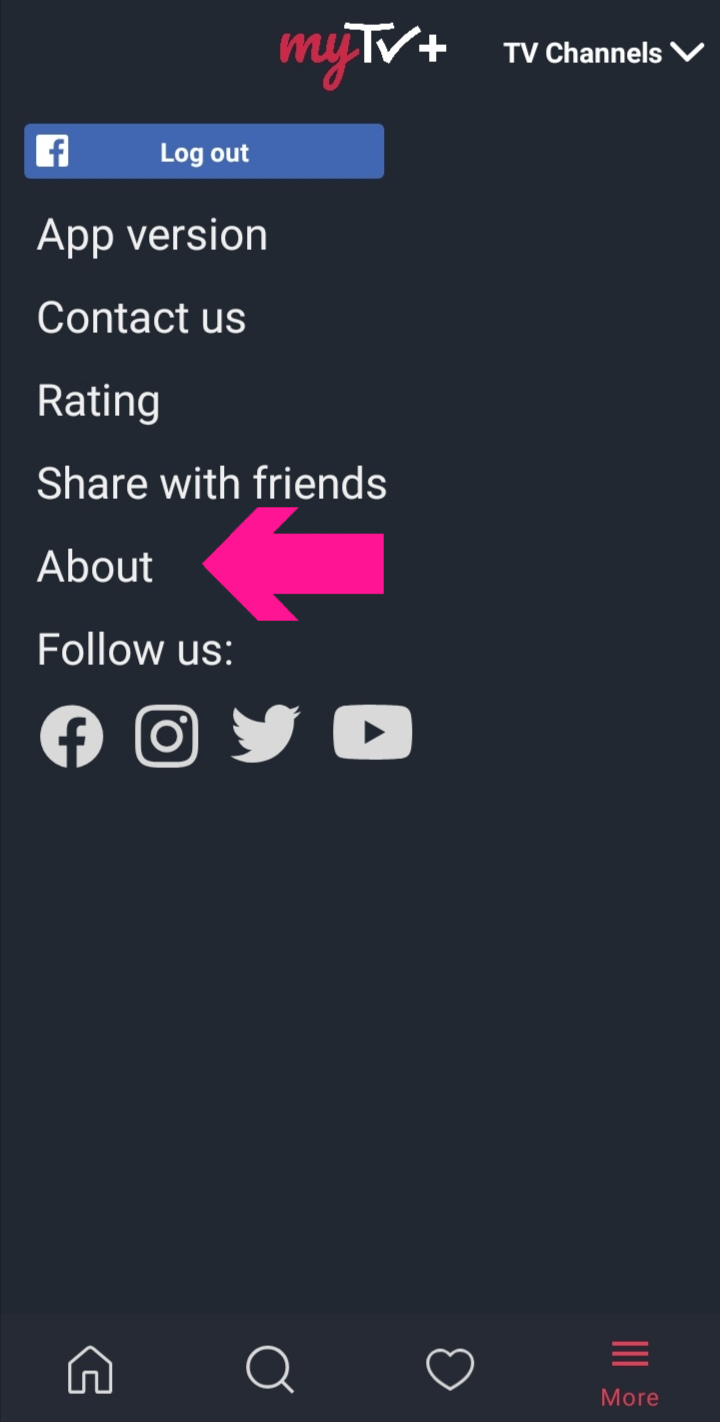 myTV+
TV Channels
Log out
App version
Contact us
Rating
Share with friends
About
Follow us:
More